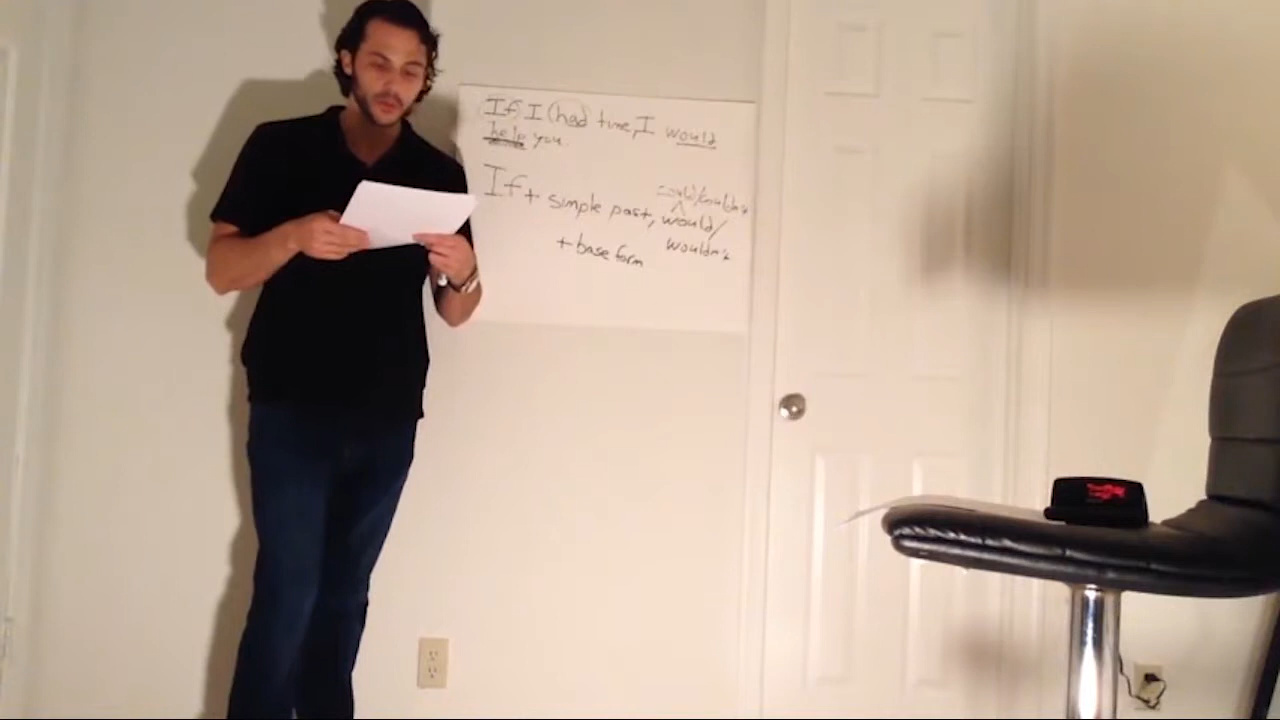 If I had time, I would
help you.
could/couldn't
If + simple past, would/
wouldn't
+ base form